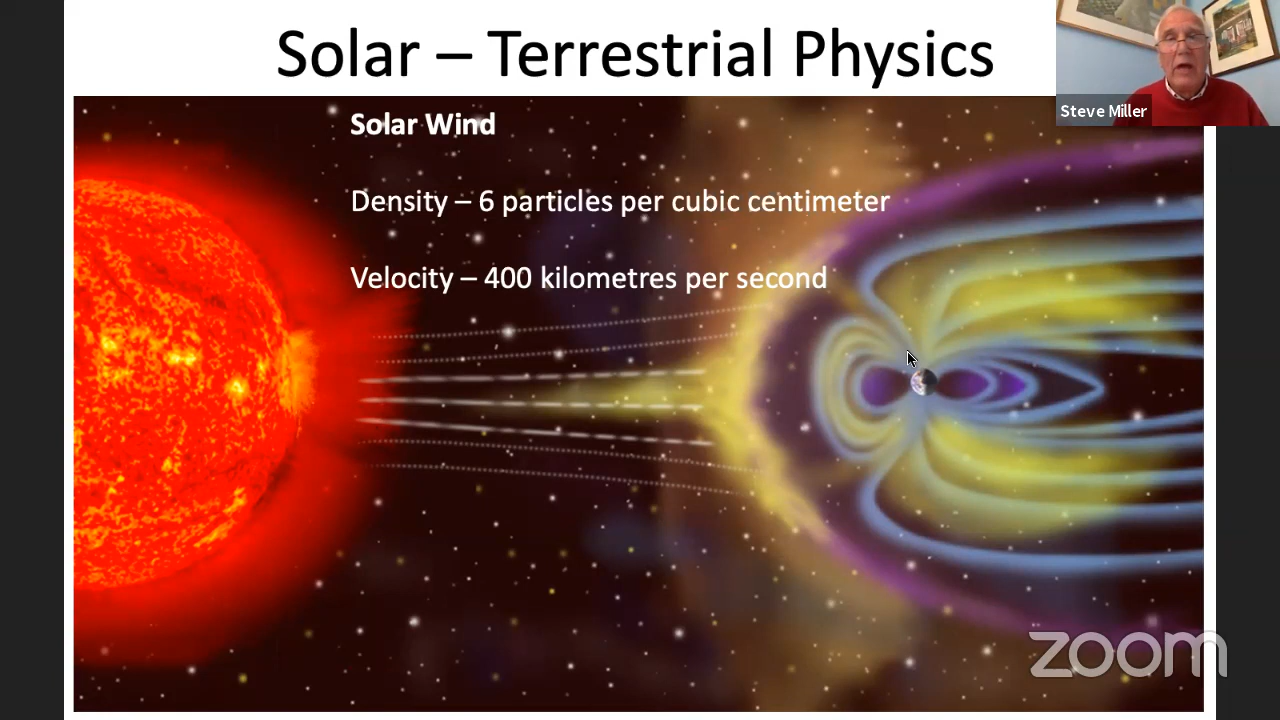 Solar – Terrestrial Physics
Steve Miller
Solar Wind
Density – 6 particles per cubic centimeter
Velocity – 400 kilometres per second
zoom